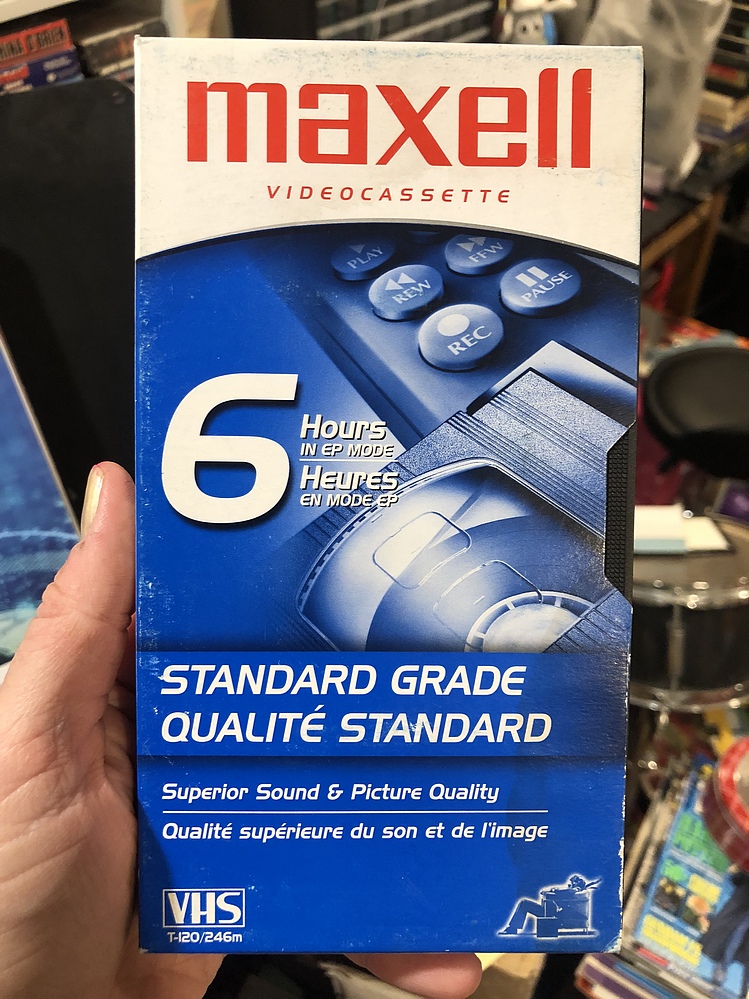 maxell
VIDEOCASSETTE
PLAY
FFW
REW
PAUSE
REC
6
Hours
IN EP MODE
Heures
EN MODE EP
STANDARD GRADE
QUALITÉ STANDARD
Superior Sound & Picture Quality
Qualité supérieure du son et de l'image
VHS
T-120/246m